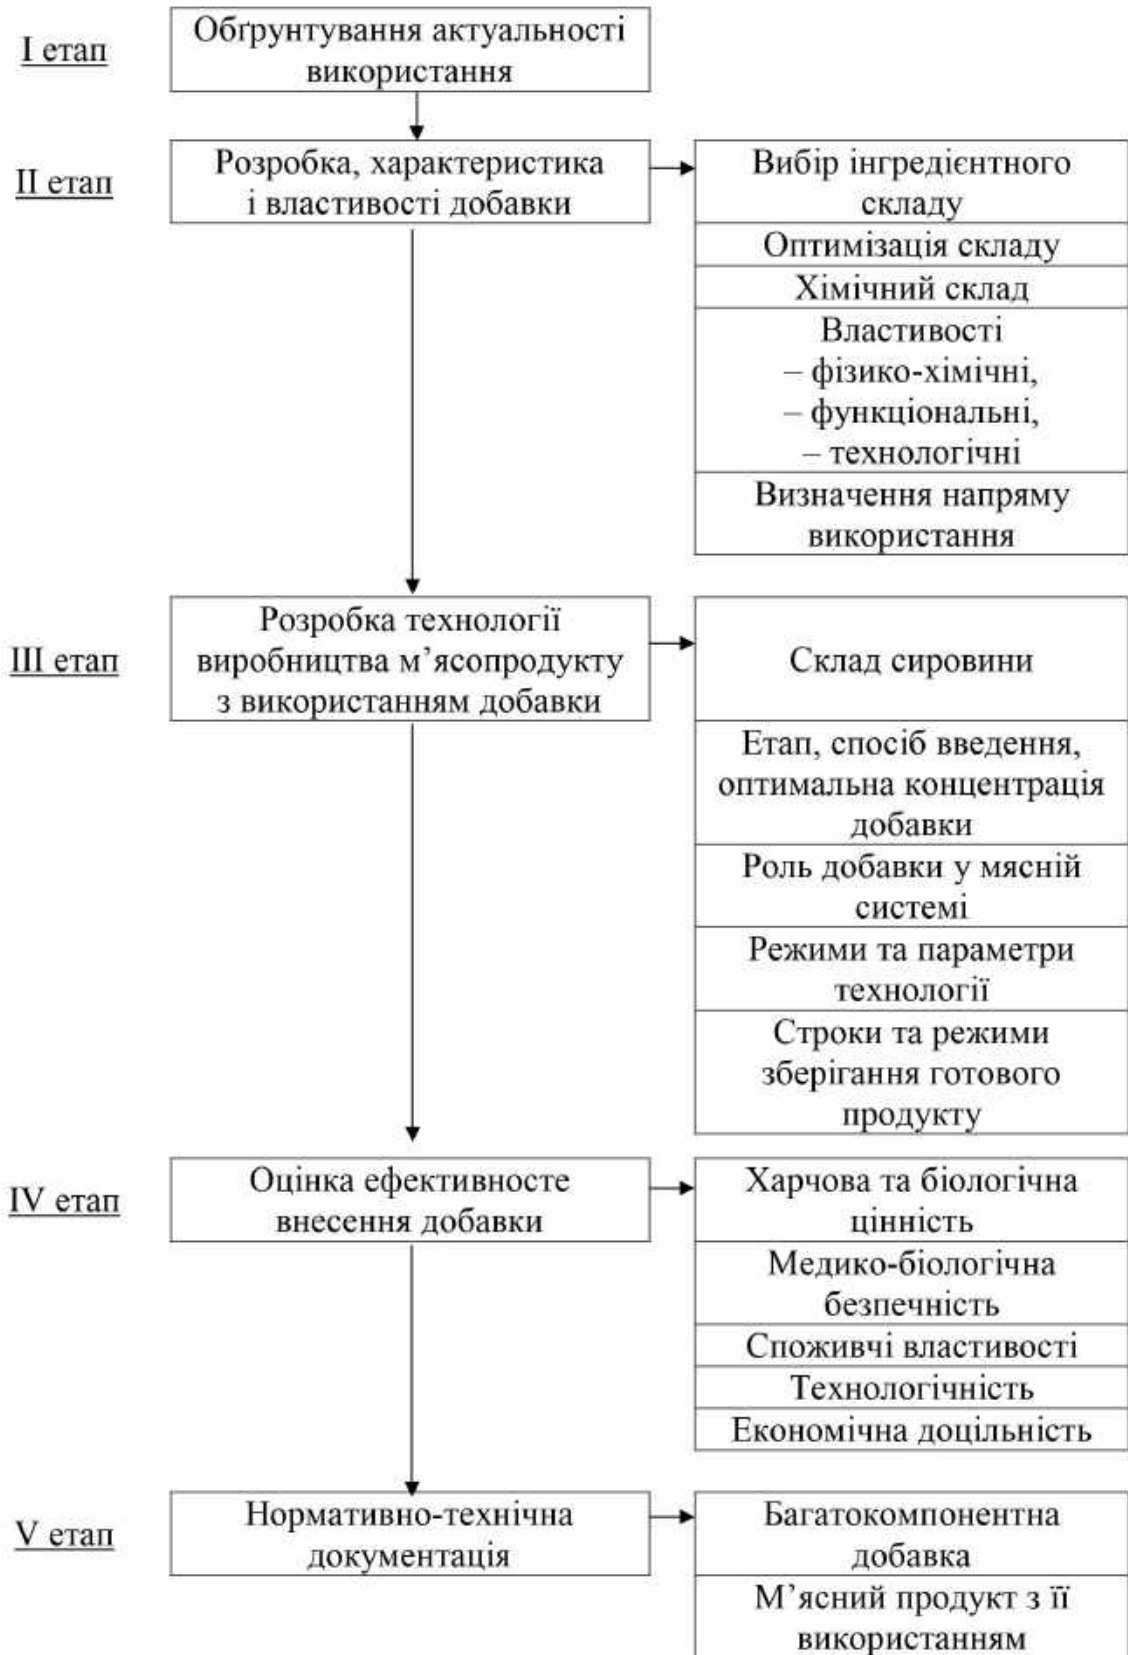 I етап
Обґрунтування актуальності
використання
II етап
Розробка, характеристика
і властивості добавки
Вибір інгредієнтного
складу
Оптимізація складу
Хімічний склад
Властивості
– фізико-хімічні,
– функціональні,
– технологічні
Визначення напряму
використання
III етап
Розробка технології
виробництва м’ясопродукту
з використанням добавки
Склад сировини
Етап, спосіб введення,
оптимальна концентрація
добавки
Роль добавки у мясній
системі
Режими та параметри
технології
Строки та режими
зберігання готового
продукту
IV етап
Оцінка ефективносте
внесення добавки
Харчова та біологічна
цінність
Медико-біологічна
безпечність
Споживчі властивості
Технологічність
Економічна доцільність
V етап
Нормативно-технічна
документація
Багатокомпонентна
добавка
М’ясний продукт з її
використанням